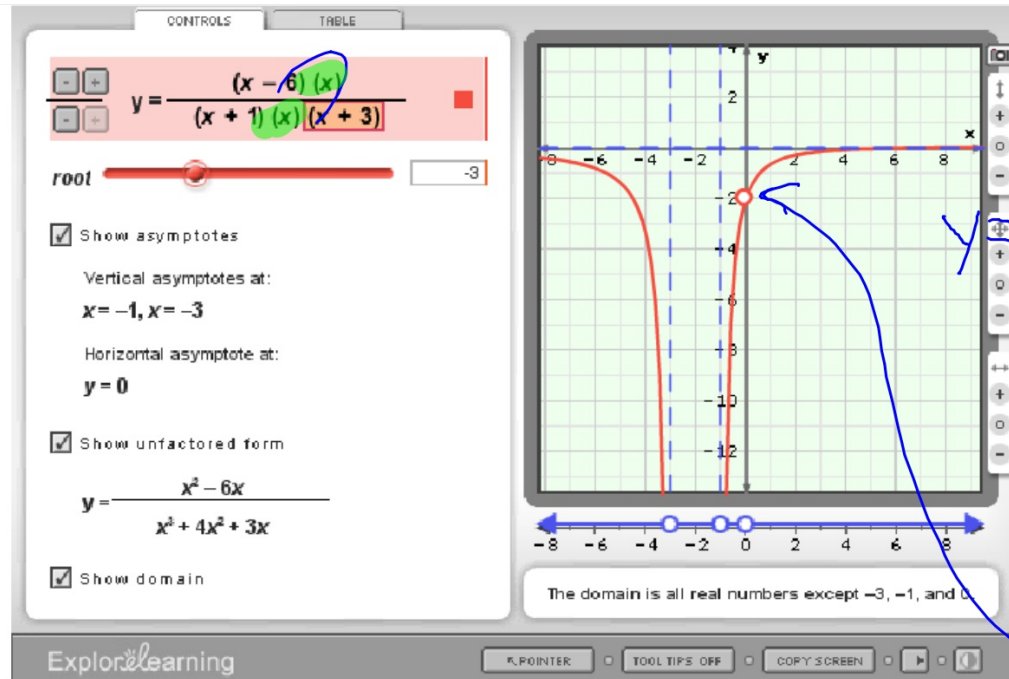 CONTROLS
TABLE
y = (x – 6) (x) / (x + 1) (x) (x + 3)
root
-3
Show asymptotes
Vertical asymptotes at:
x = –1, x = –3
Horizontal asymptote at:
y = 0
Show unfactored form
y = x² – 6x / x³ + 4x² + 3x
Show domain
y
x
2
-8 -6 -4 -2 2 4 6 8
-2
-4
-6
-8
-10
-12
y
-8 -6 -4 -2 0 2 4 6 8
The domain is all real numbers except –3, –1, and 0.
ExploreLearning
POINTER
TOOL TIPS OFF
COPY SCREEN